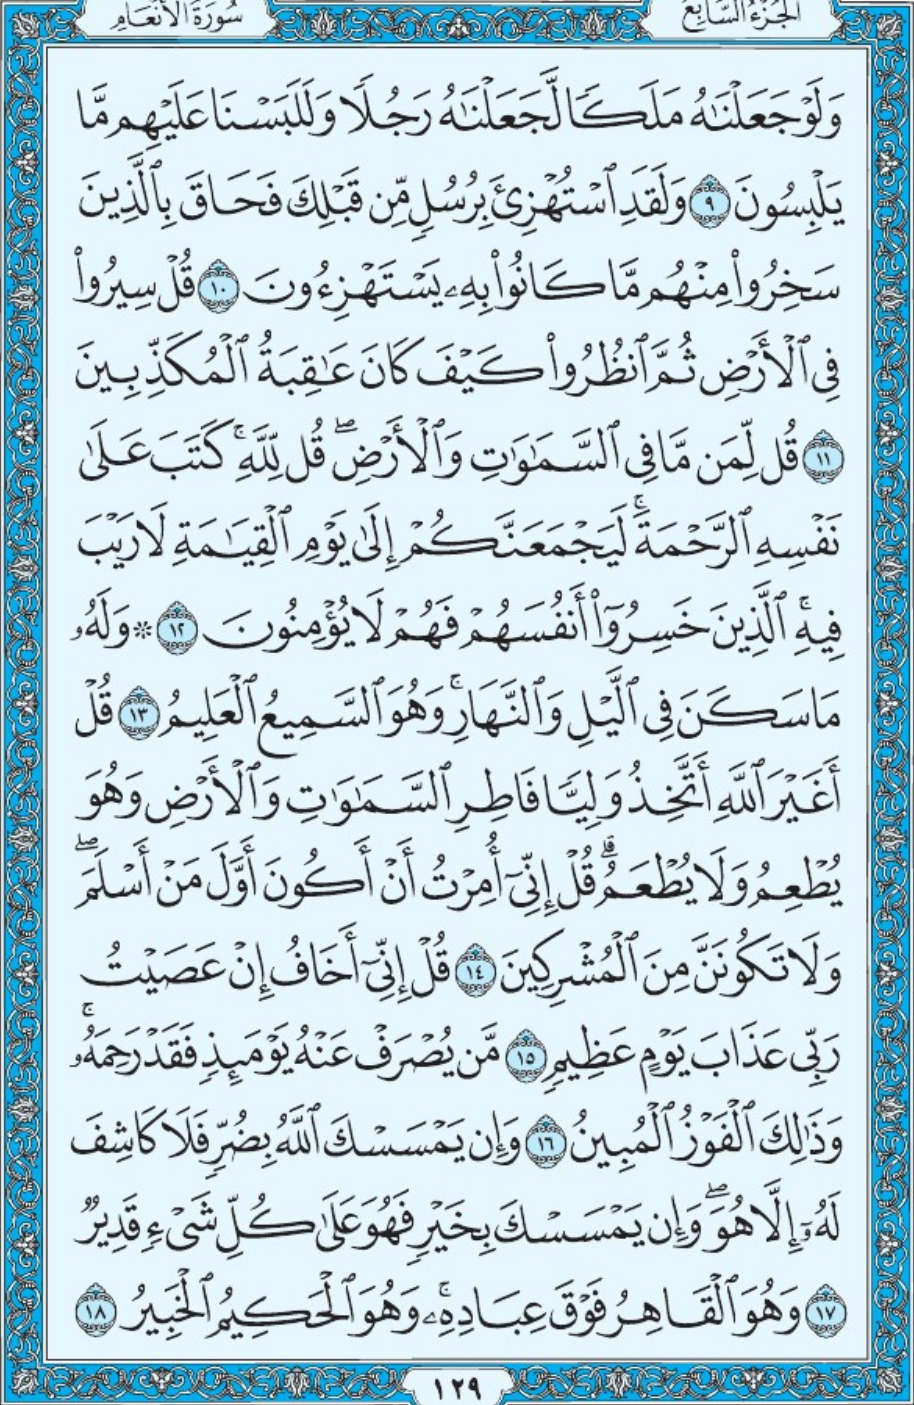 الجُزْءُ السَّابِعُ سُورَةُ الأَنْعَامِ
وَلَوْ جَعَلْنَٰهُ مَلَكًا لَّجَعَلْنَٰهُ رَجُلًا وَلَلَبَسْنَا عَلَيْهِم مَّا
يَلْبِسُونَ ٩ وَلَقَدِ ٱسْتُهْزِئَ بِرُسُلٍ مِّن قَبْلِكَ فَحَاقَ بِٱلَّذِينَ
سَخِرُوا۟ مِنْهُم مَّا كَانُوا۟ بِهِۦ يَسْتَهْزِءُونَ ١٠ قُلْ سِيرُوا۟
فِى ٱلْأَرْضِ ثُمَّ ٱنظُرُوا۟ كَيْفَ كَانَ عَٰقِبَةُ ٱلْمُكَذِّبِينَ
١١ قُل لِّمَن مَّا فِى ٱلسَّمَٰوَٰتِ وَٱلْأَرْضِ ۖ قُل لِّلَّهِ ۚ كَتَبَ عَلَىٰ
نَفْسِهِ ٱلرَّحْمَةَ ۚ لَيَجْمَعَنَّكُمْ إِلَىٰ يَوْمِ ٱلْقِيَٰمَةِ لَا رَيْبَ
فِيهِ ۚ ٱلَّذِينَ خَسِرُوٓا۟ أَنفُسَهُمْ فَهُمْ لَا يُؤْمِنُونَ ١٢ * وَلَهُۥ
مَا سَكَنَ فِى ٱلَّيْلِ وَٱلنَّهَارِ ۚ وَهُوَ ٱلسَّمِيعُ ٱلْعَلِيمُ ١٣ قُلْ
أَغَيْرَ ٱللَّهِ أَتَّخِذُ وَلِيًّا فَاطِرِ ٱلسَّمَٰوَٰتِ وَٱلْأَرْضِ وَهُوَ
يُطْعِمُ وَلَا يُطْعَمُ ۗ قُلْ إِنِّىٓ أُمِرْتُ أَنْ أَكُونَ أَوَّلَ مَنْ أَسْلَمَ ۖ
وَلَا تَكُونَنَّ مِنَ ٱلْمُشْرِكِينَ ١٤ قُلْ إِنِّىٓ أَخَافُ إِنْ عَصَيْتُ
رَبِّى عَذَابَ يَوْمٍ عَظِيمٍ ١٥ مَّن يُصْرَفْ عَنْهُ يَوْمَئِذٍ فَقَدْ رَحِمَهُۥ ۚ
وَذَٰلِكَ ٱلْفَوْزُ ٱلْمُبِينُ ١٦ وَإِن يَمْسَسْكَ ٱللَّهُ بِضُرٍّ فَلَا كَاشِفَ
لَهُۥٓ إِلَّا هُوَ ۖ وَإِن يَمْسَسْكَ بِخَيْرٍ فَهُوَ عَلَىٰ كُلِّ شَىْءٍ قَدِيرٌ
١٧ وَهُوَ ٱلْقَاهِرُ فَوْقَ عِبَادِهِۦ ۚ وَهُوَ ٱلْحَكِيمُ ٱلْخَبِيرُ ١٨
١٢٩